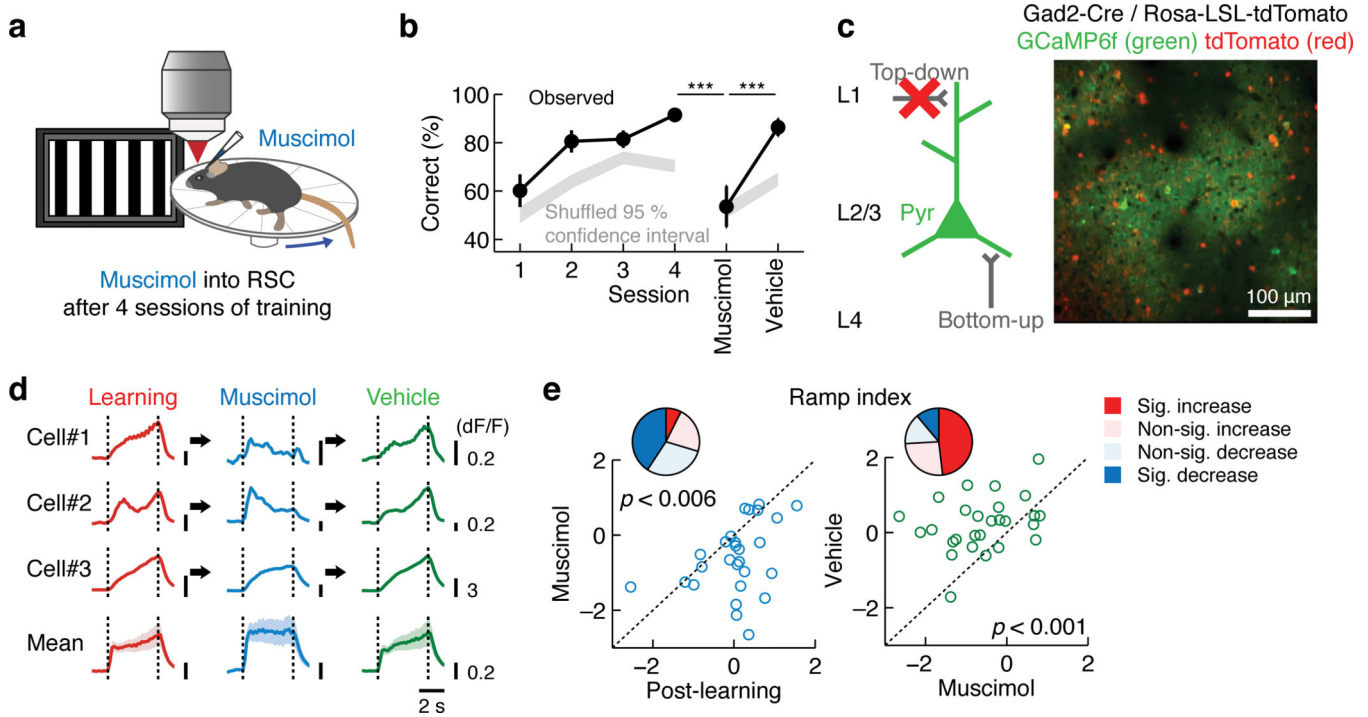 a
Muscimol
Muscimol into RSC
after 4 sessions of training
b
Correct (%)
100
80
60
40
Observed
***
***
Shuffled 95 %
confidence interval
1
2
3
4
Session
Muscimol
Vehicle
c
Gad2-Cre / Rosa-LSL-tdTomato
GCaMP6f (green) tdTomato (red)
Top-down
L1
L2/3
Pyr
L4
Bottom-up
100 µm
d
Learning
Muscimol
Vehicle
(dF/F)
Cell#1
0.2
Cell#2
0.2
Cell#3
3
Mean
0.2
2 s
e
Ramp index
Sig. increase
Non-sig. increase
Non-sig. decrease
Sig. decrease
p < 0.006
Muscimol
2
0
−2
−2
0
2
Post-learning
Vehicle
2
0
−2
p < 0.001
−2
0
2
Muscimol